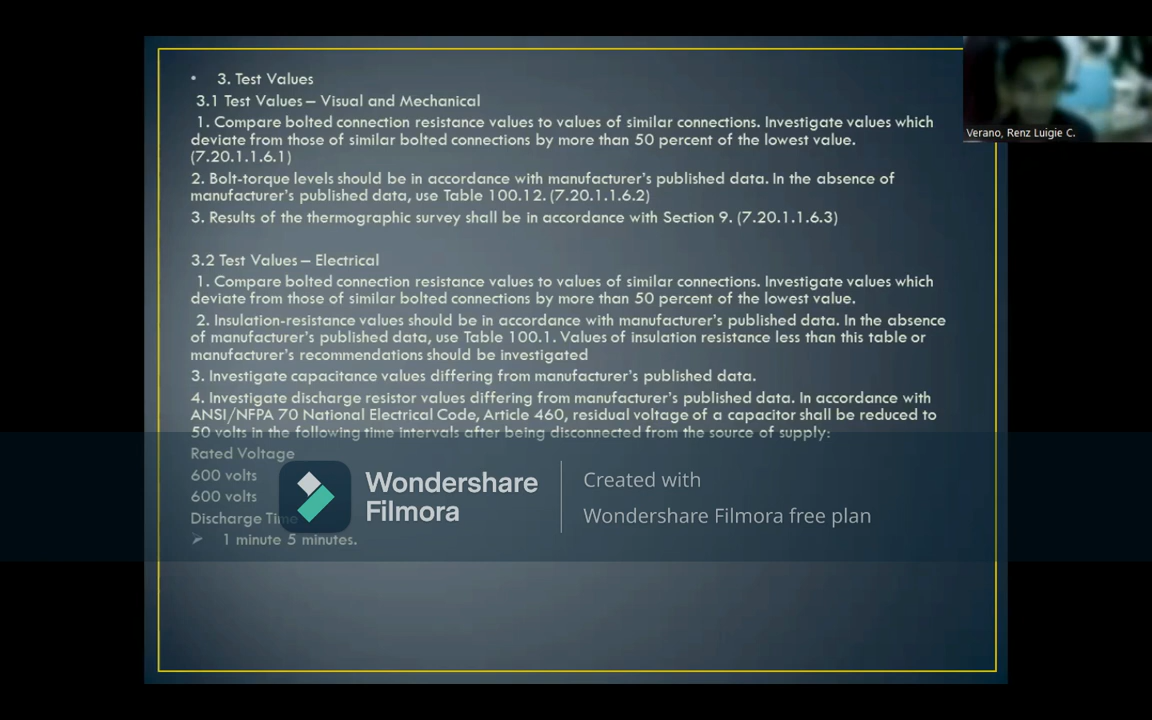 • 3. Test Values
3.1 Test Values – Visual and Mechanical
1. Compare bolted connection resistance values to values of similar connections. Investigate values which
deviate from those of similar bolted connections by more than 50 percent of the lowest value.
(7.20.1.1.6.1)
2. Bolt-torque levels should be in accordance with manufacturer's published data. In the absence of
manufacturer's published data, use Table 100.12. (7.20.1.1.6.2)
3. Results of the thermographic survey shall be in accordance with Section 9. (7.20.1.1.6.3)
3.2 Test Values – Electrical
1. Compare bolted connection resistance values to values of similar connections. Investigate values which
deviate from those of similar bolted connections by more than 50 percent of the lowest value.
2. Insulation-resistance values should be in accordance with manufacturer's published data. In the absence
of manufacturer's published data, use Table 100.1. Values of insulation resistance less than this table or
manufacturer's recommendations should be investigated
3. Investigate capacitance values differing from manufacturer's published data.
4. Investigate discharge resistor values differing from manufacturer's published data. In accordance with
ANSI/NFPA 70 National Electrical Code, Article 460, residual voltage of a capacitor shall be reduced to
50 volts in the following time intervals after being disconnected from the source of supply:
Rated Voltage
600 volts
600 volts
Discharge Time
➢ 1 minute 5 minutes.
Verano, Renz Luigie C.
Wondershare
Filmora
Created with
Wondershare Filmora free plan